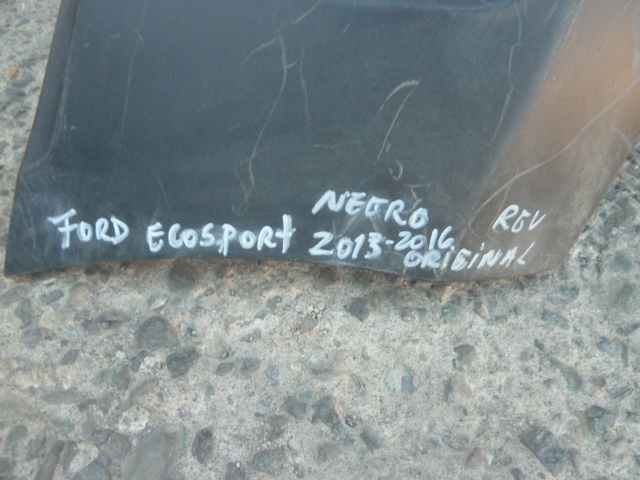 NEGRO REV
FORD ECOSPORT 2013-2016.
ORIGINAL